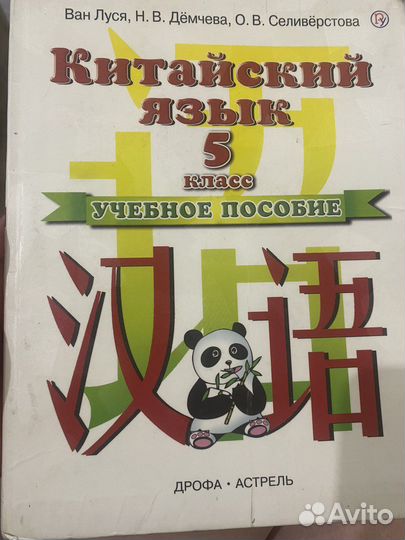 Ван Луся, Н. В. Дёмчева, О. В. Селивёрстова
Китайский
язык
5
класс
УЧЕБНОЕ ПОСОБИЕ
汉语
ДРОФА • АСТРЕЛЬ
Avito